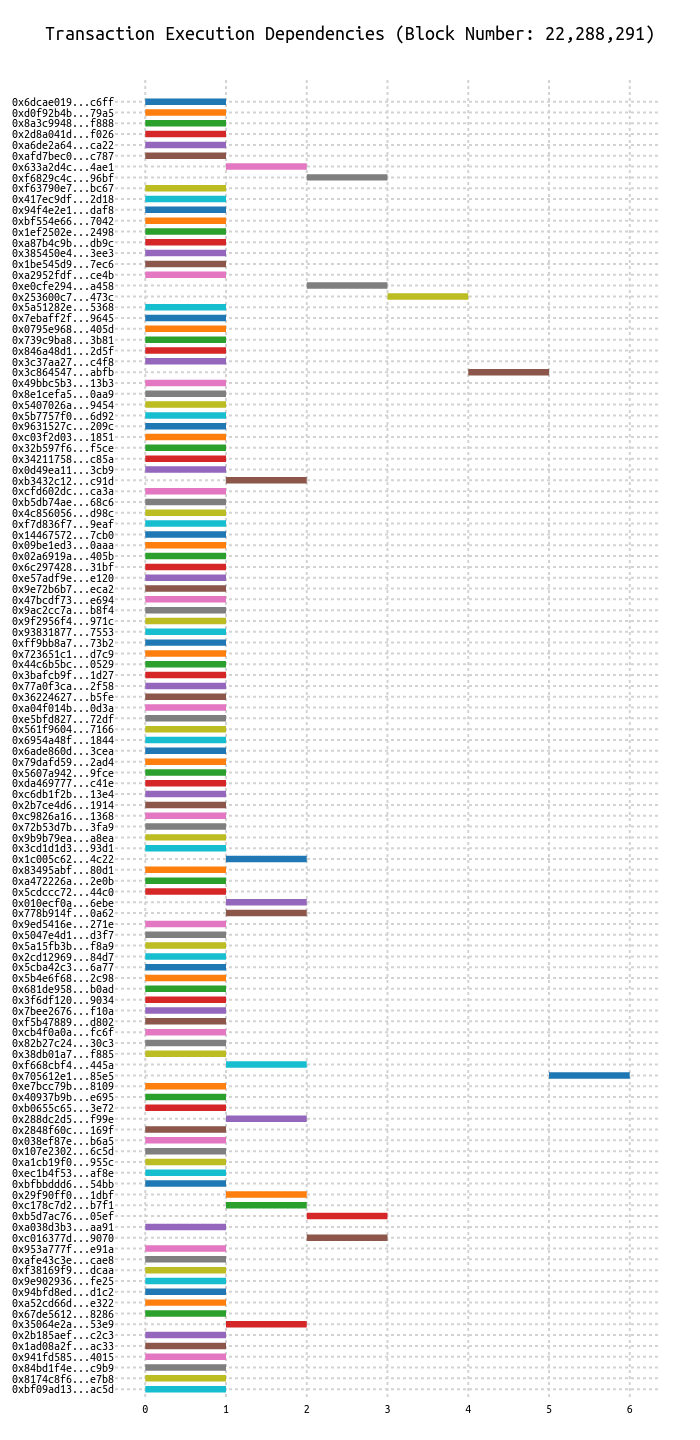 Transaction Execution Dependencies (Block Number: 22,288,291)
0x6dcae019...c6ff
0xd0f92b4b...79a5
0x8a3c9948...f888
0x2d8a041d...f026
0xa6de2a64...ca22
0xafd7bec0...c787
0x633a2d4c...4ae1
0xf6829c4c...96bf
0xf63790e7...bc67
0x417ec9df...2d18
0x94f4e2e1...daf8
0xbf554e66...7042
0x1ef2502e...2498
0xa87b4c9b...db9c
0x385450e4...3ee3
0x1be545d9...7ec6
0xa2952fdf...ce4b
0xe0cfe294...a458
0x253600c7...473c
0x5a51282e...5368
0x7ebaff2f...9645
0x0795e968...405d
0x739c9ba8...3b81
0x846a48d1...2d5f
0x3c37aa27...c4f8
0x3c864547...abfb
0x49bbc5b3...13b3
0x8e1cefa5...0aa9
0x5407026a...9454
0x5b7757f0...6d92
0x9631527c...209c
0xc03f2d03...1851
0x32b597f6...f5ce
0x34211758...c85a
0x0d49ea11...3cb9
0xb3432c12...c91d
0xcfd602dc...ca3a
0xb5db74ae...68c6
0x4c856056...d98c
0xf7d836f7...9eaf
0x14467572...7cb0
0x09be1ed3...0aaa
0x02a6919a...405b
0x6c297428...31bf
0xe57adf9e...e120
0x9e72b6b7...eca2
0x47bcdf73...e694
0x9ac2cc7a...b8f4
0x9f2956f4...971c
0x93831877...7553
0xff9bb8a7...73b2
0x723651c1...d7c9
0x44c6b5bc...0529
0x3bafcb9f...1d27
0x77a0f3ca...2f58
0x36224627...b5fe
0xa04f014b...0d3a
0xe5bfd827...72df
0x561f9604...7166
0x6954a48f...1844
0x6ade860d...3cea
0x79dafd59...2ad4
0x5607a942...9fce
0xda469777...c41e
0xc6db1f2b...13e4
0x2b7ce4d6...1914
0xc9826a16...1368
0x72b53d7b...3fa9
0x9b9b79ea...a8ea
0x3cd1d1d3...93d1
0x1c005c62...4c22
0x83495abf...80d1
0xa472226a...2e0b
0x5cdccc72...44c0
0x010ecf0a...6ebe
0x778b914f...0a62
0x9ed5416e...271e
0x5047e4d1...d3f7
0x5a15fb3b...f8a9
0x2cd12969...84d7
0x5cba42c3...6a77
0x5b4e6f68...2c98
0x681de958...b0ad
0x3f6df120...9034
0x7bee2676...f10a
0xf5b47889...d802
0xcb4f0a0a...fc6f
0x82b27c24...30c3
0x38db01a7...f885
0xf668cbf4...445a
0x705612e1...85e5
0xe7bcc79b...8109
0x40937b9b...e695
0xb0655c65...3e72
0x288dc2d5...f99e
0x2848f60c...169f
0x038ef87e...b6a5
0x107e2302...6c5d
0xa1cb19f0...955c
0xec1b4f53...af8e
0xbfbbddd6...54bb
0x29f90ff0...1dbf
0xc178c7d2...b7f1
0xb5d7ac76...05ef
0xa038d3b3...aa91
0xc016377d...9070
0x953a777f...e91a
0xafe43c3e...cae8
0xf38169f9...dcaa
0x9e902936...fe25
0x94bfd8ed...d1c2
0xa52cd66d...e322
0x67de5612...8286
0x35064e2a...53e9
0x2b185aef...c2c3
0x1ad08a2f...ac33
0x941fd585...4015
0x84bd1f4e...c9b9
0x8174c8f6...e7b8
0xbf09ad13...ac5d
0 1 2 3 4 5 6